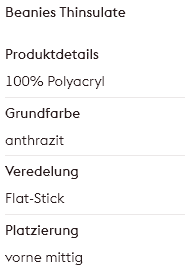 Beanies Thinsulate
Produktdetails
100% Polyacryl
Grundfarbe
anthrazit
Veredelung
Flat-Stick
Platzierung
vorne mittig